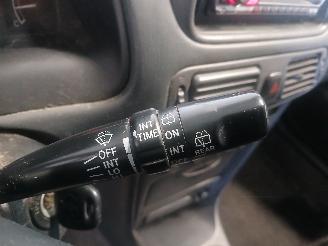 OFF
INT
LO
INT
TIME
ON
INT
REAR